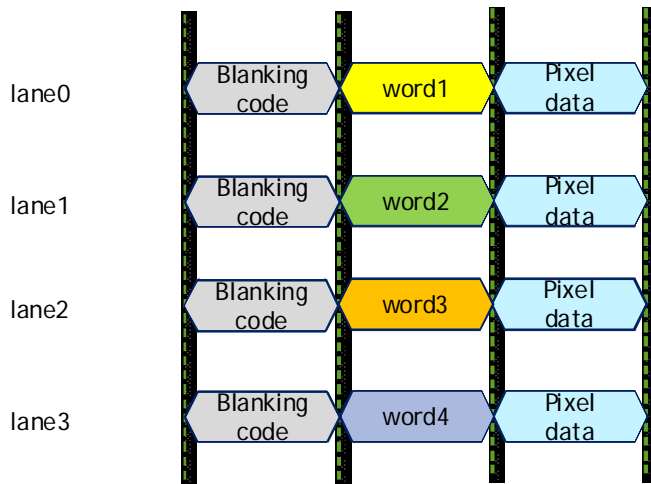 lane0
Blanking
code
word1
Pixel
data
lane1
Blanking
code
word2
Pixel
data
lane2
Blanking
code
word3
Pixel
data
lane3
Blanking
code
word4
Pixel
data